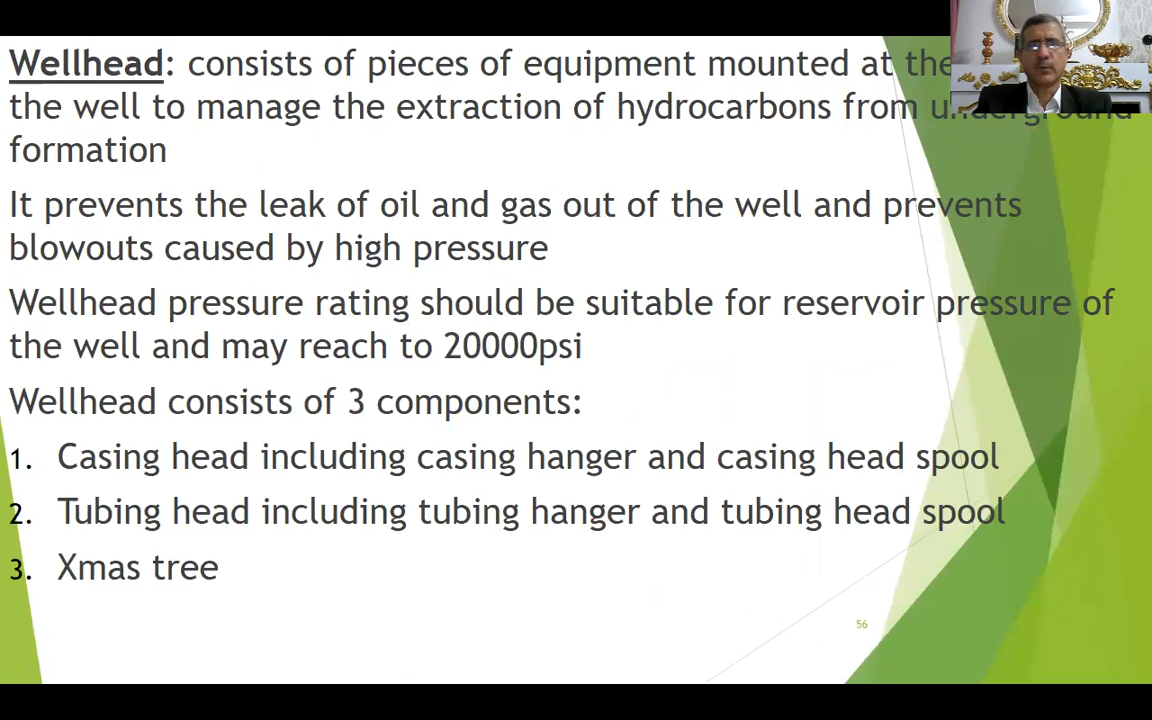 Wellhead: consists of pieces of equipment mounted at the
the well to manage the extraction of hydrocarbons from underground
formation
It prevents the leak of oil and gas out of the well and prevents
blowouts caused by high pressure
Wellhead pressure rating should be suitable for reservoir pressure of
the well and may reach to 20000psi
Wellhead consists of 3 components:
1. Casing head including casing hanger and casing head spool
2. Tubing head including tubing hanger and tubing head spool
3. Xmas tree
56